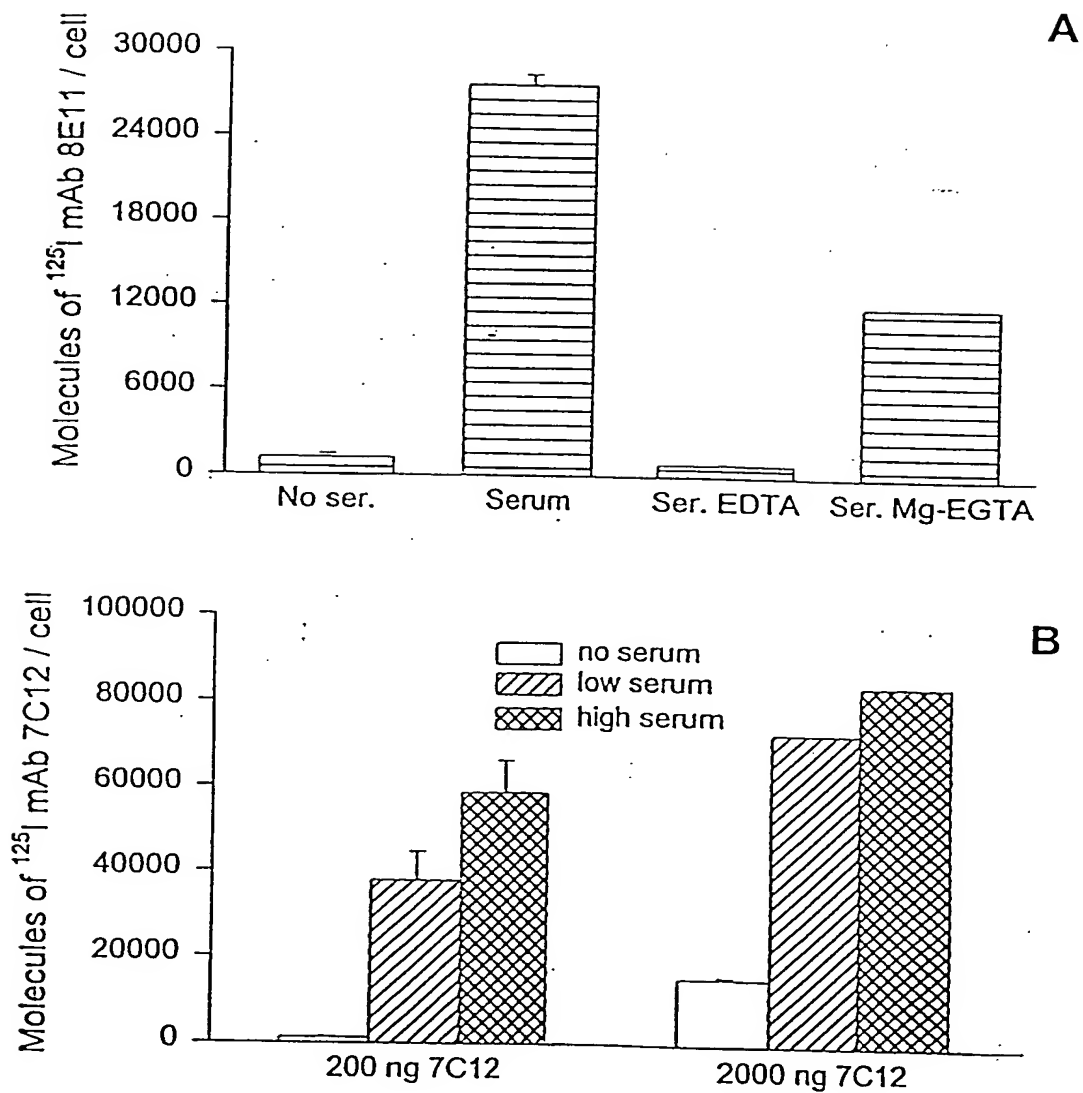 A
Molecules of 125I mAb 8E11 / cell
30000
24000
18000
12000
6000
0
No ser.
Serum
Ser. EDTA
Ser. Mg-EGTA
B
Molecules of 125I mAb 7C12 / cell
100000
80000
60000
40000
20000
0
no serum
low serum
high serum
200 ng 7C12
2000 ng 7C12